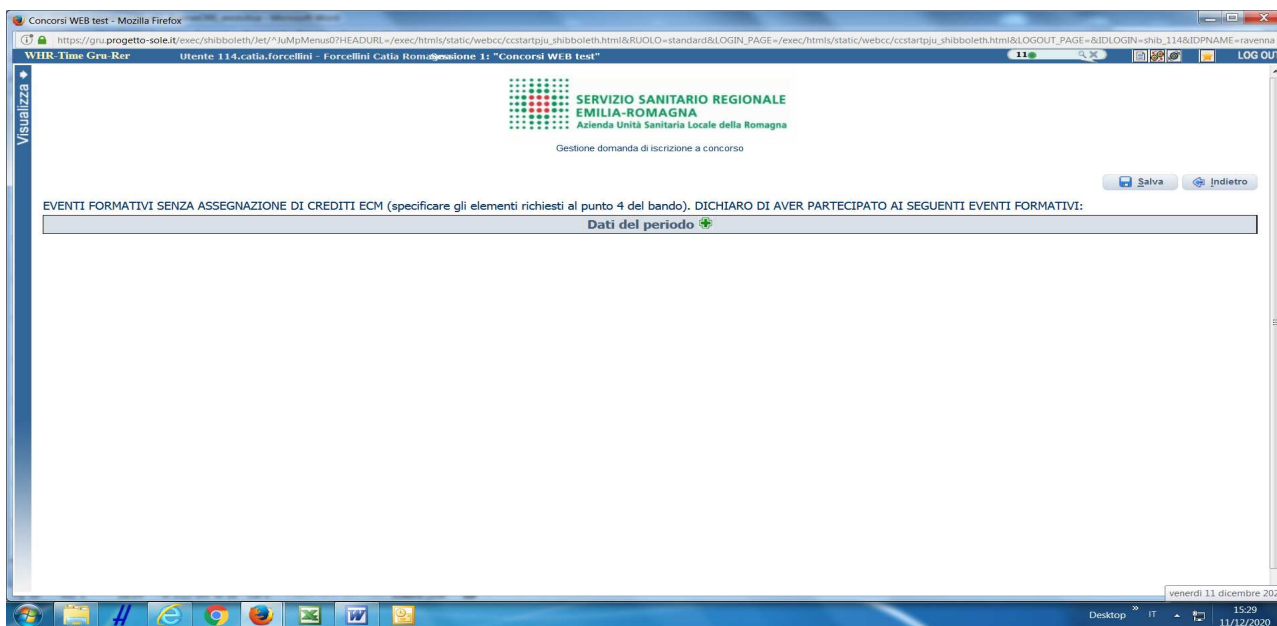 Concorsi WEB test - Mozilla Firefox
https://gru.progetto-sole.it/exec/shibboleth/Jet/^JuMpMenus0?HEADURL=/exec/htmls/static/webcc/ccstartpju_shibboleth.html&RUOLO=standard&LOGIN_PAGE=/exec/htmls/static/webcc/ccstartpju_shibboleth.html&LOGOUT_PAGE=&IDLOGIN=shib_114&IDPNAME=ravenna
WHR-Time Gru-Rer Utente 114.catia.forcellini - Forcellini Catia 1: "Concorsi WEB test" 11 LOG OUT
Visualizza
SERVIZIO SANITARIO REGIONALE
EMILIA-ROMAGNA
Azienda Unità Sanitaria Locale della Romagna
Gestione domanda di iscrizione a concorso
Salva Indietro
EVENTI FORMATIVI SENZA ASSEGNAZIONE DI CREDITI ECM (specificare gli elementi richiesti al punto 4 del bando). DICHIARO DI AVER PARTECIPATO AI SEGUENTI EVENTI FORMATIVI:
Dati del periodo
venerdì 11 dicembre 202
Desktop » IT 15:29
11/12/2020